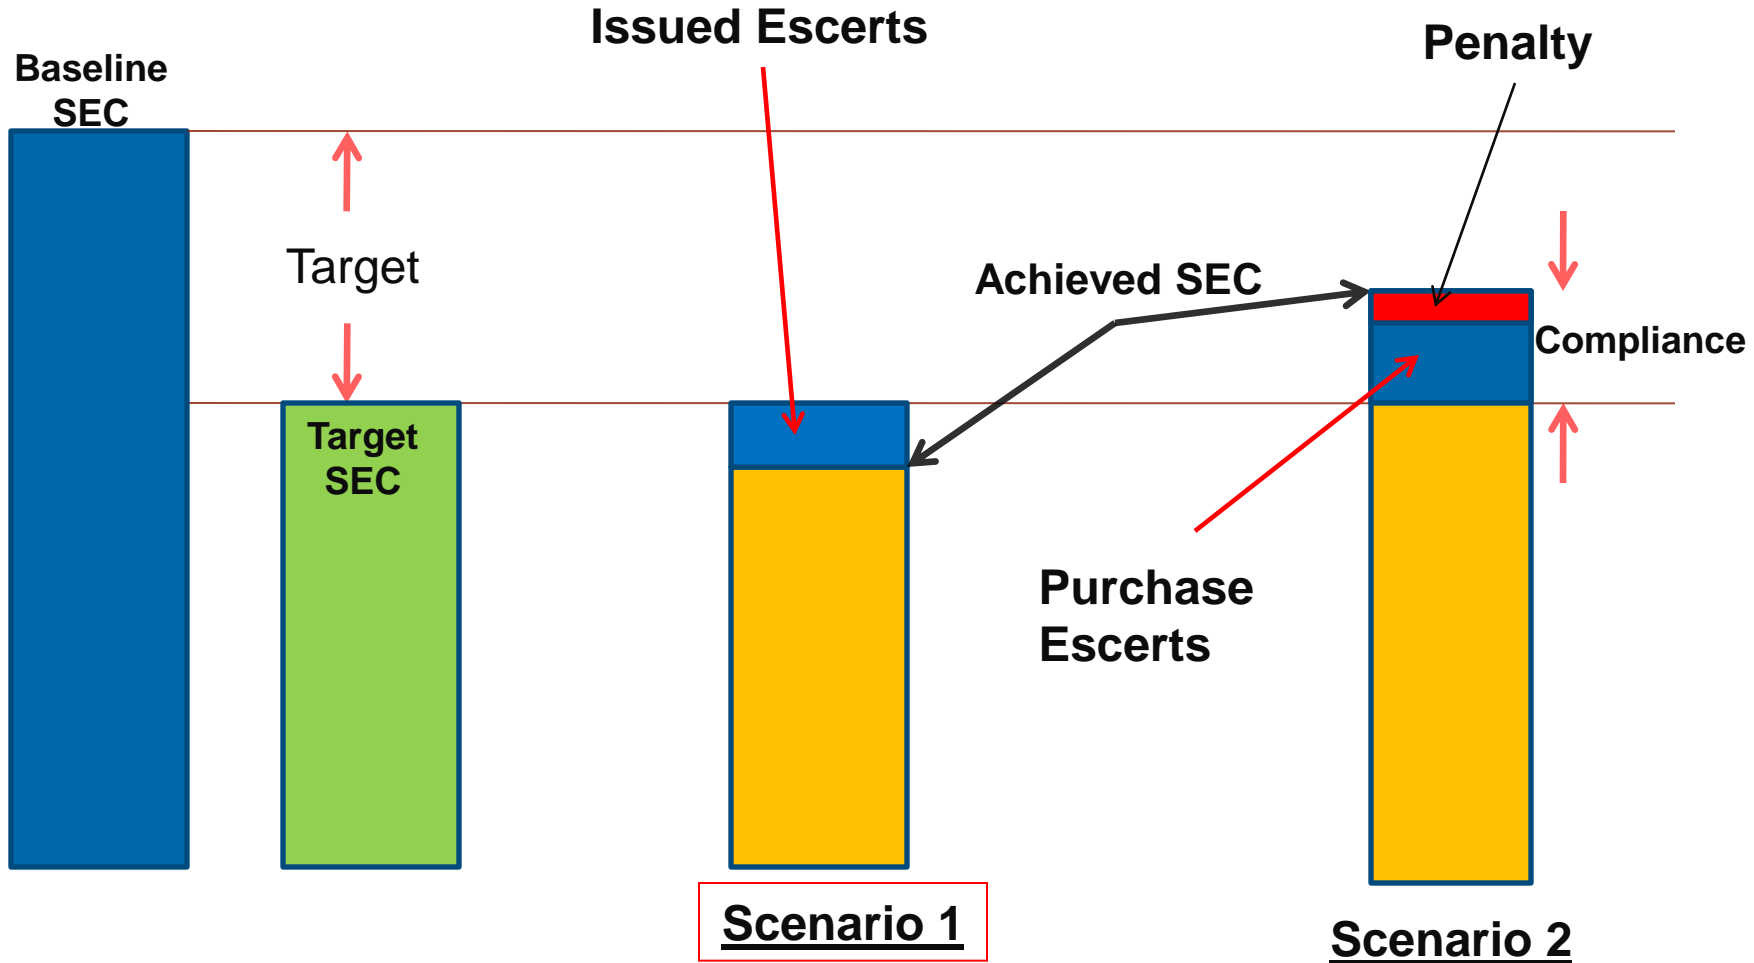 Issued Escerts
Penalty
Baseline
SEC
Target
Achieved SEC
Compliance
Target
SEC
Purchase
Escerts
Scenario 1
Scenario 2